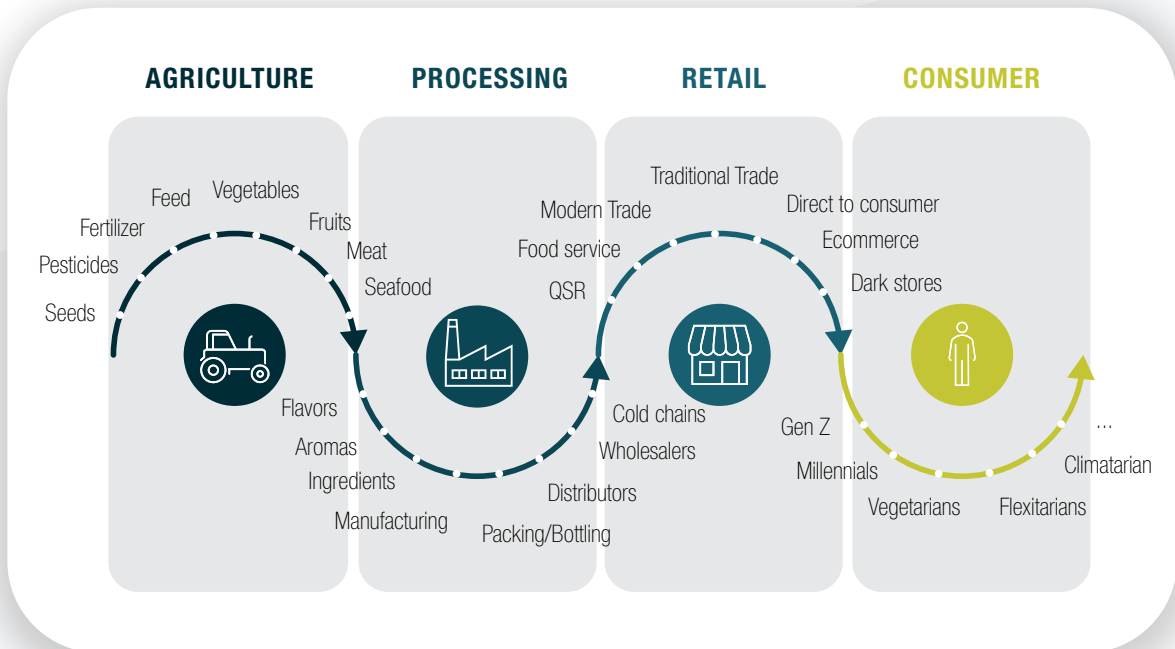 AGRICULTURE
PROCESSING
RETAIL
CONSUMER
Seeds
Pesticides
Fertilizer
Feed
Vegetables
Fruits
Meat
Seafood
Flavors
Aromas
Ingredients
Manufacturing
Packing/Bottling
Distributors
Wholesalers
Cold chains
QSR
Food service
Modern Trade
Traditional Trade
Direct to consumer
Ecommerce
Dark stores
Gen Z
Millennials
Vegetarians
Flexitarians
Climatarian
...